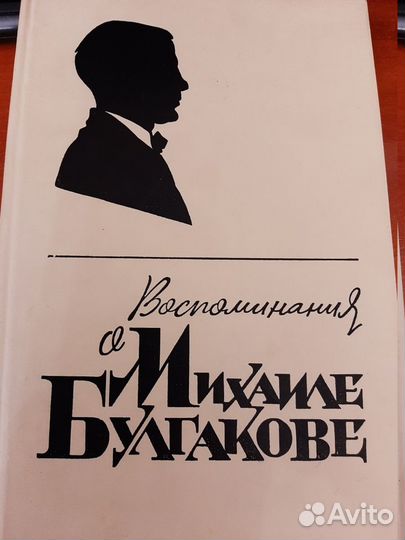 Воспоминания
о Михаиле
Булгакове
Avito